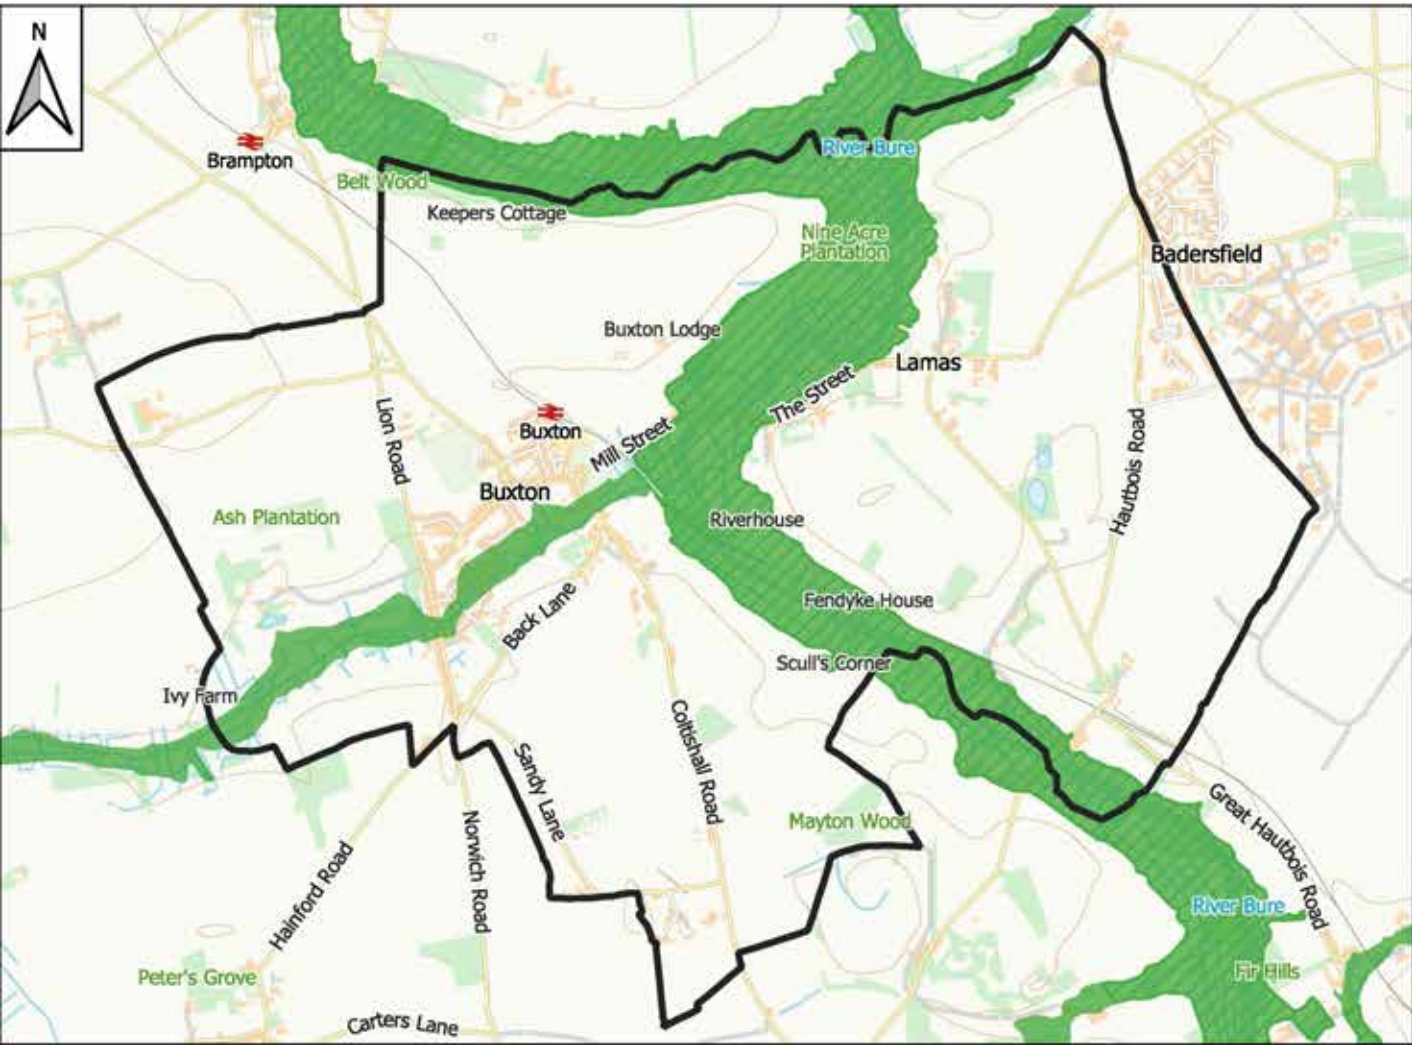 N
Brampton
River Bure
Belt Wood
Keepers Cottage
Nine Acre
Plantation
Badersfield
Buxton Lodge
Lamas
The Street
Lion Road
Buxton
Mill Street
Hautbois Road
Buxton
Ash Plantation
Riverhouse
Back Lane
Fendyke House
Scull's Corner
Ivy Farm
Coltishall Road
Sandy Lane
Great Hautbois Road
Mayton Wood
Norwich Road
Hainford Road
River Bure
Fir Hills
Peter's Grove
Carters Lane